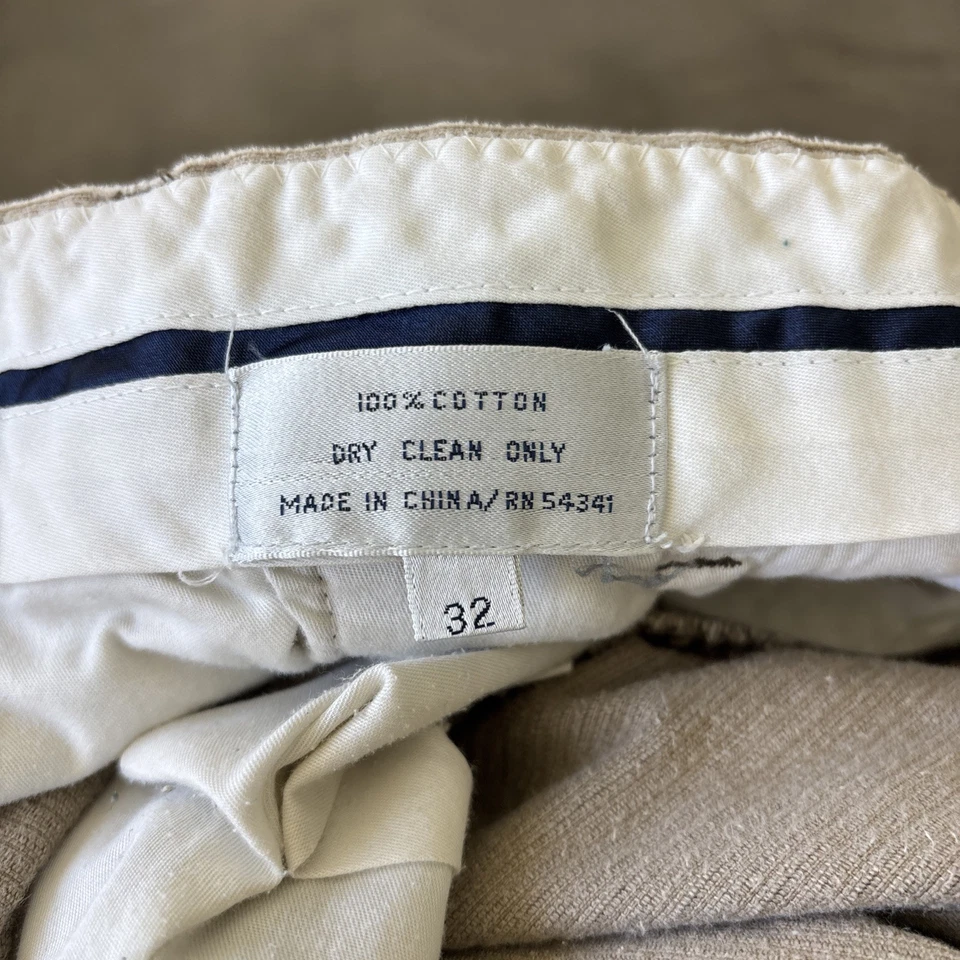 100% COTTON
DRY CLEAN ONLY
MADE IN CHINA/RN 54341
32